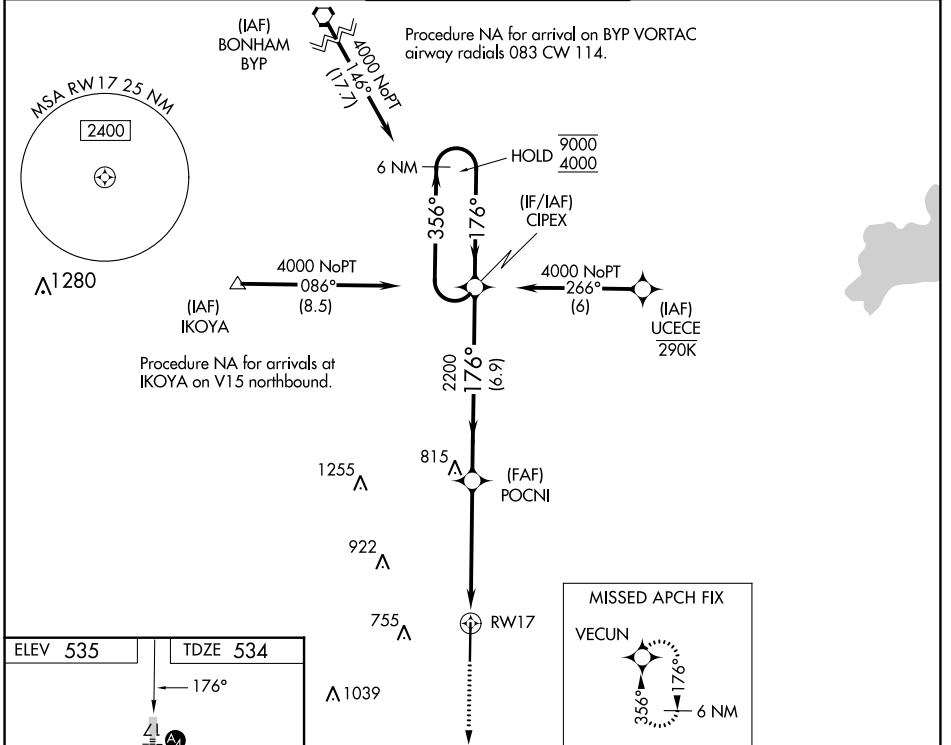 (IAF)
BONHAM
BYP
Procedure NA for arrival on BYP VORTAC
airway radials 083 CW 114.
4000 NoPT
146°
(17.7)
MSA RW17 25 NM
2400
1280
6 NM
HOLD
9000
4000
356°
176°
(IF/IAF)
CIPEX
4000 NoPT
086°
(8.5)
(IAF)
IKOYA
4000 NoPT
266°
(6)
(IAF)
UCECE
290K
Procedure NA for arrivals at
IKOYA on V15 northbound.
2200
176°
(6.9)
1255
815
(FAF)
POCNI
922
755
RW17
1039
MISSED APCH FIX
VECUN
356°
176°
6 NM
ELEV 535
TDZE 534
176°
17
A4